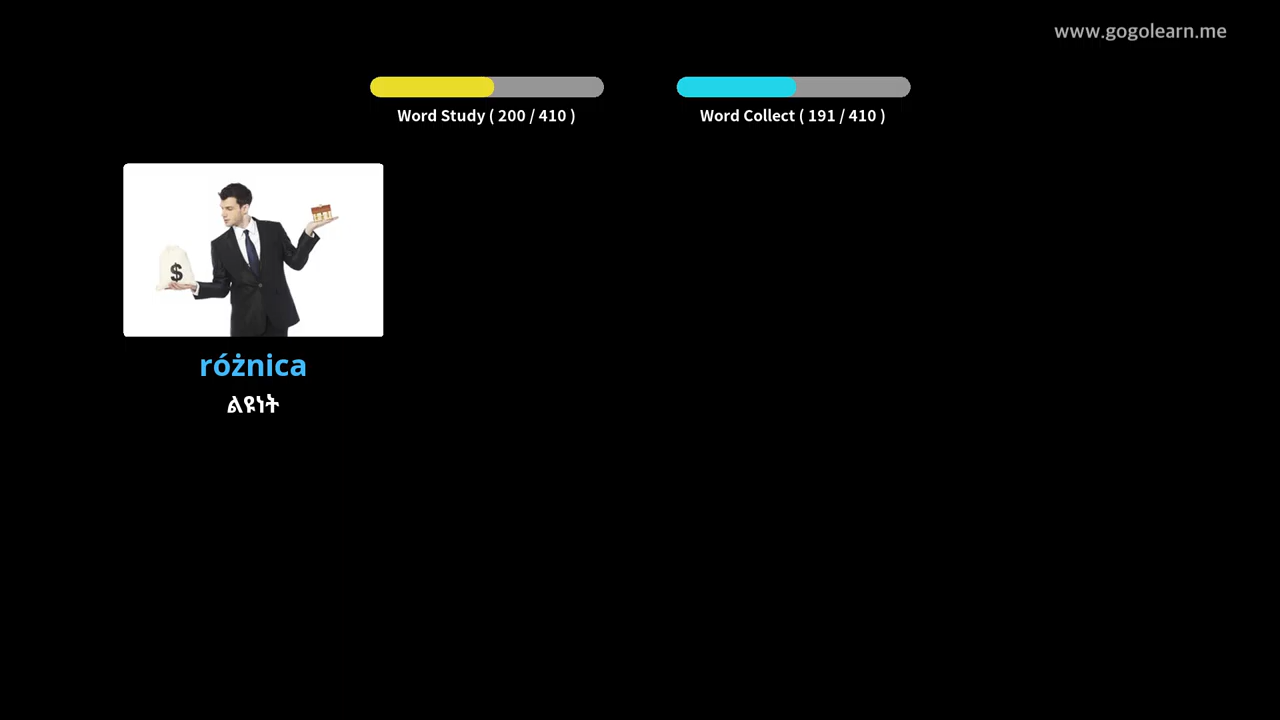 www.gogolearn.me
Word Study ( 200 / 410 )
Word Collect ( 191 / 410 )
$
różnica
ልዩነት